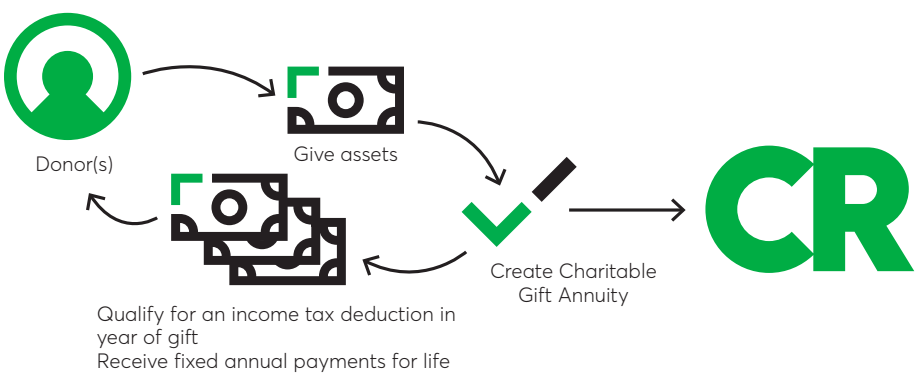 Donor(s)
Give assets
CR
Create Charitable
Gift Annuity
Qualify for an income tax deduction in
year of gift
Receive fixed annual payments for life